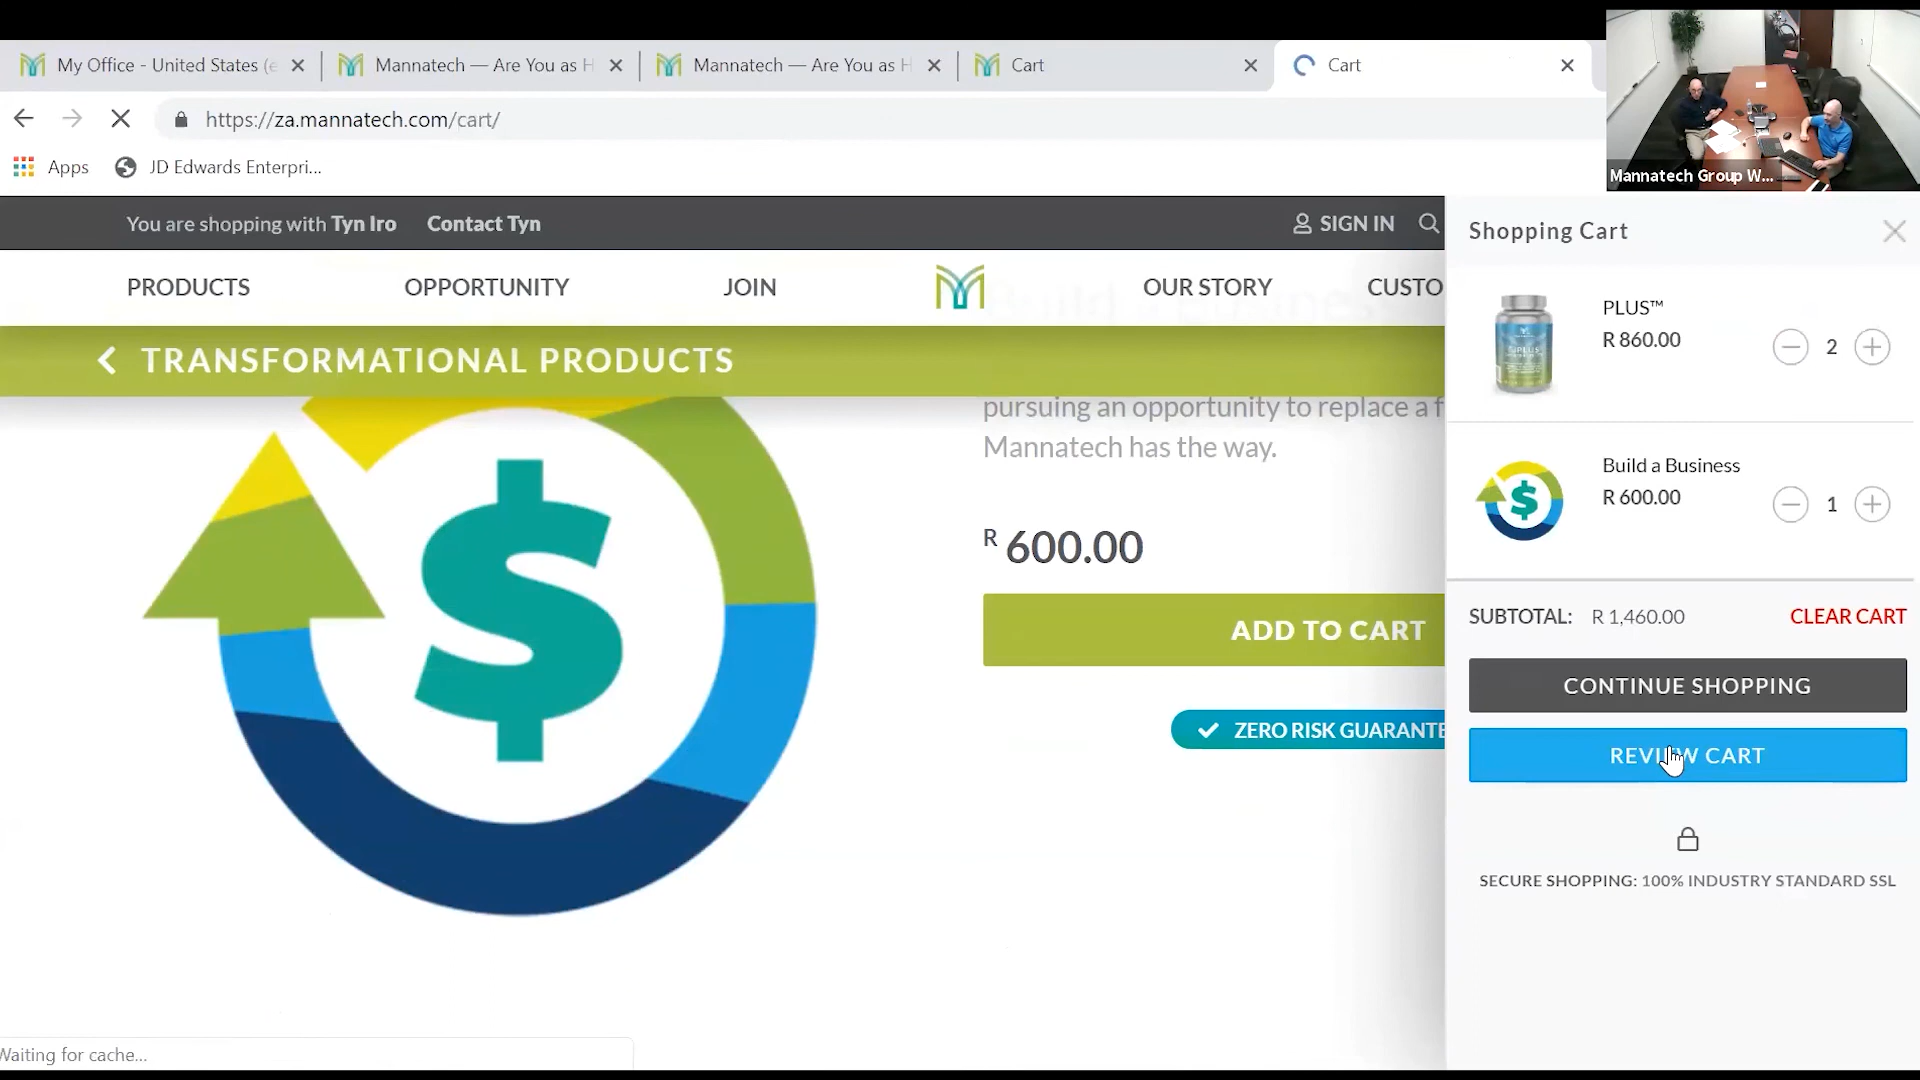 My Office - United States (e
Mannatech — Are You as H
Mannatech — Are You as H
Cart
Cart
https://za.mannatech.com/cart/
Apps
JD Edwards Enterpri...
Mannatech Group W...
You are shopping with Tyn Iro
Contact Tyn
SIGN IN
PRODUCTS
OPPORTUNITY
JOIN
OUR STORY
CUSTO
TRANSFORMATIONAL PRODUCTS
pursuing an opportunity to replace a f
Mannatech has the way.
R 600.00
ADD TO CART
ZERO RISK GUARANTE
Shopping Cart
PLUS™
R 860.00
2
PLUS
Build a Business
R 600.00
1
SUBTOTAL: R 1,460.00
CLEAR CART
CONTINUE SHOPPING
REVIEW CART
SECURE SHOPPING: 100% INDUSTRY STANDARD SSL
Waiting for cache...